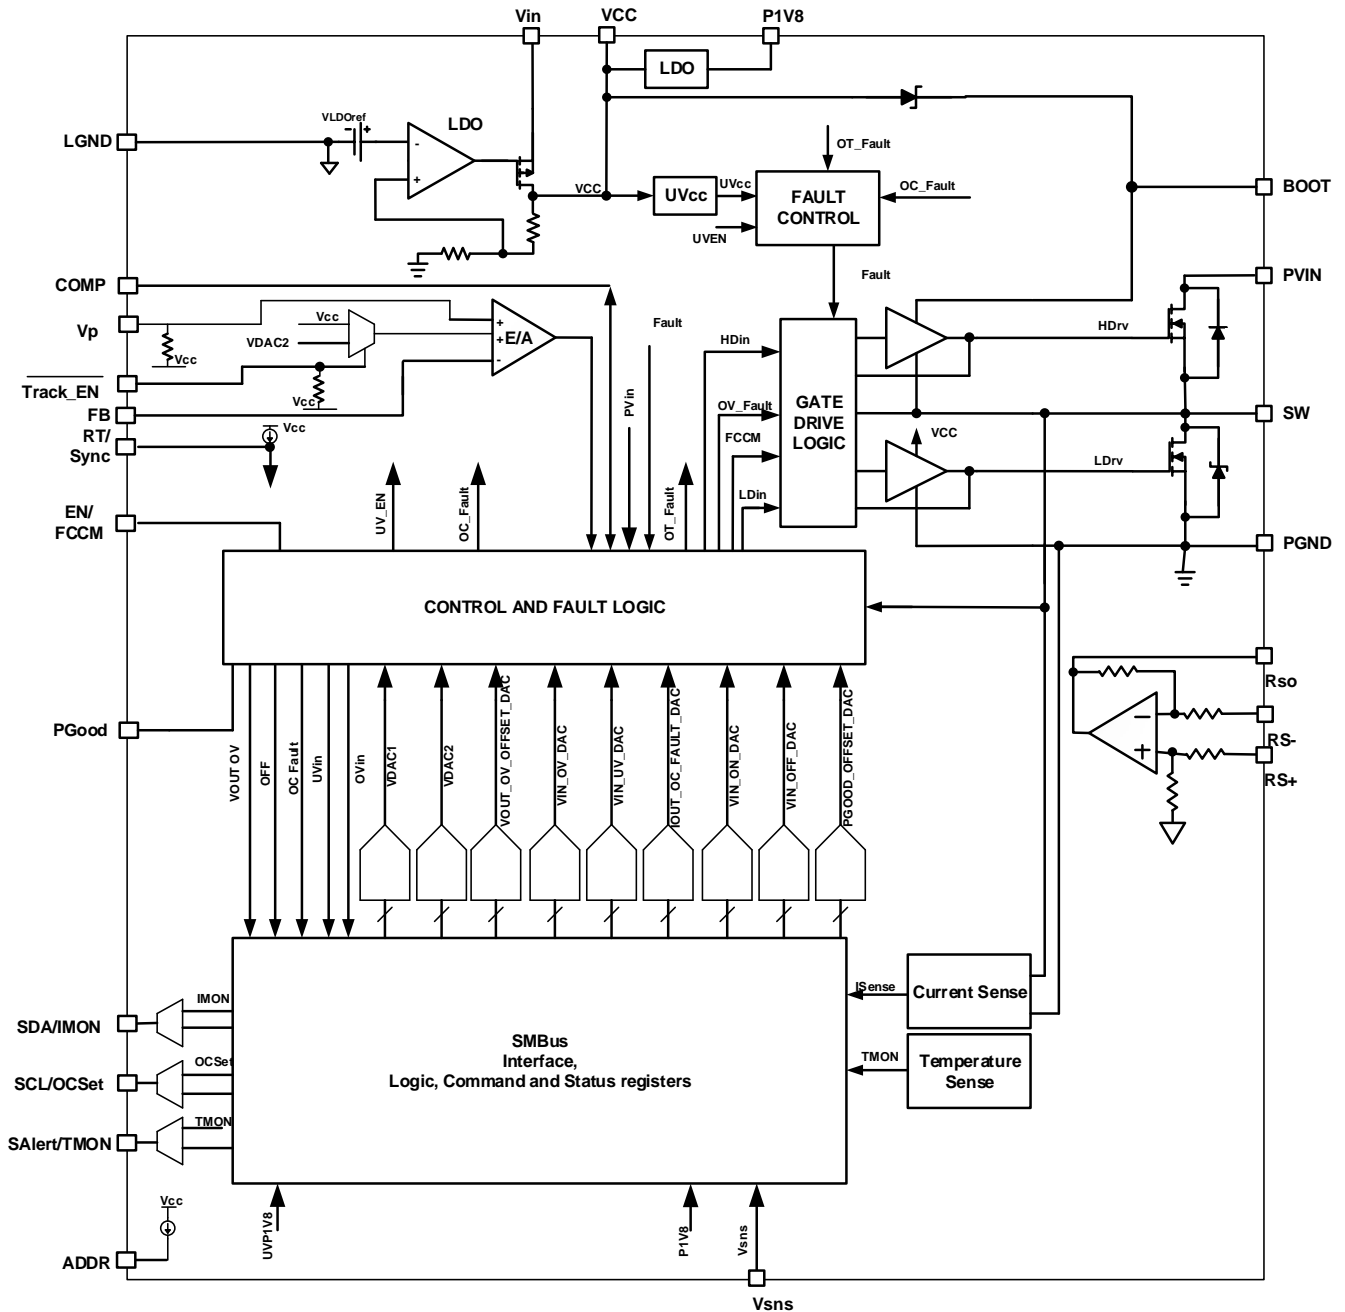 Vin
VCC
P1V8
LDO
VLDOref
- +
LDO
LGND
-
+
OT_Fault
VCC
UVcc
UVcc
FAULT
CONTROL
OC_Fault
BOOT
UVEN
Fault
COMP
PVIN
Vp
Vcc
VDAC2
Vcc
+
+
-
E/A
Fault
HDin
HDrv
Track_EN
Vcc
FB
PVin
OV_Fault
GATE
DRIVE
LOGIC
SW
RT/
Sync
Vcc
FCCM
VCC
LDrv
UV_EN
OC_Fault
OT_Fault
LDin
EN/
FCCM
PGND
CONTROL AND FAULT LOGIC
Rso
RS-
RS+
-
+
PGood
VOUT OV
OFF
OC Fault
UVin
OVin
VDAC1
VDAC2
VOUT_OV_OFFSET_DAC
VIN_OV_DAC
VIN_UV_DAC
IOUT_OC_FAULT_DAC
VIN_ON_DAC
VIN_OFF_DAC
PGOOD_OFFSET_DAC
ISense
Current Sense
IMON
SDA/IMON
SMBus
Interface,
Logic, Command and Status registers
TMON
Temperature
Sense
OCSet
SCL/OCSet
TMON
SAlert/TMON
Vcc
ADDR
UVP1V8
P1V8
Vsns
Vsns